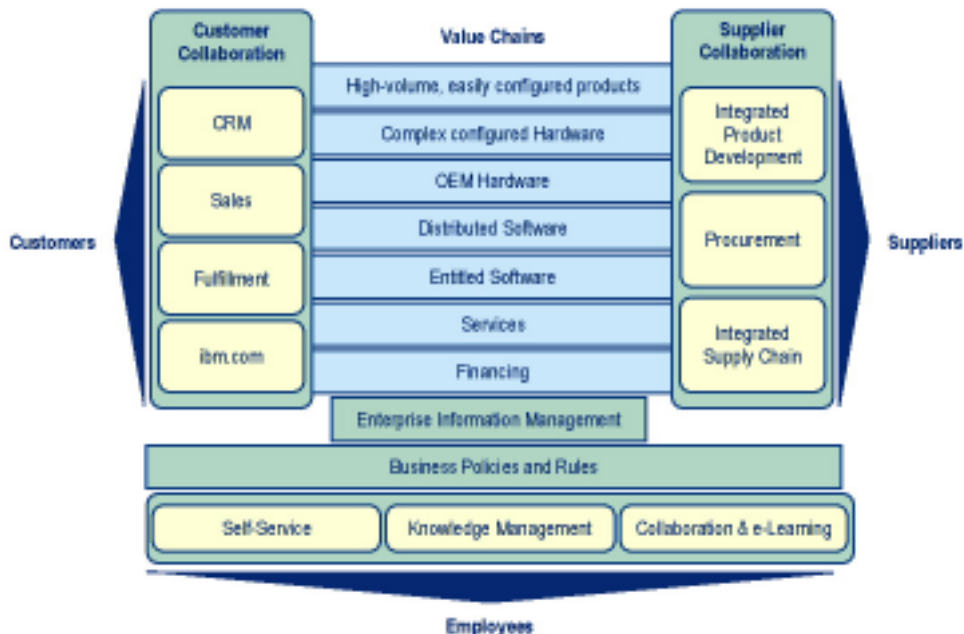 Customer
Collaboration
Value Chains
Supplier
Collaboration
High-volume, easily configured products
Complex configured Hardware
OEM Hardware
Distributed Software
Entitled Software
Services
Financing
CRM
Sales
Fulfillment
ibm.com
Integrated
Product
Development
Procurement
Integrated
Supply Chain
Customers
Suppliers
Enterprise Information Management
Business Policies and Rules
Self-Service
Knowledge Management
Collaboration & e-Learning
Employees